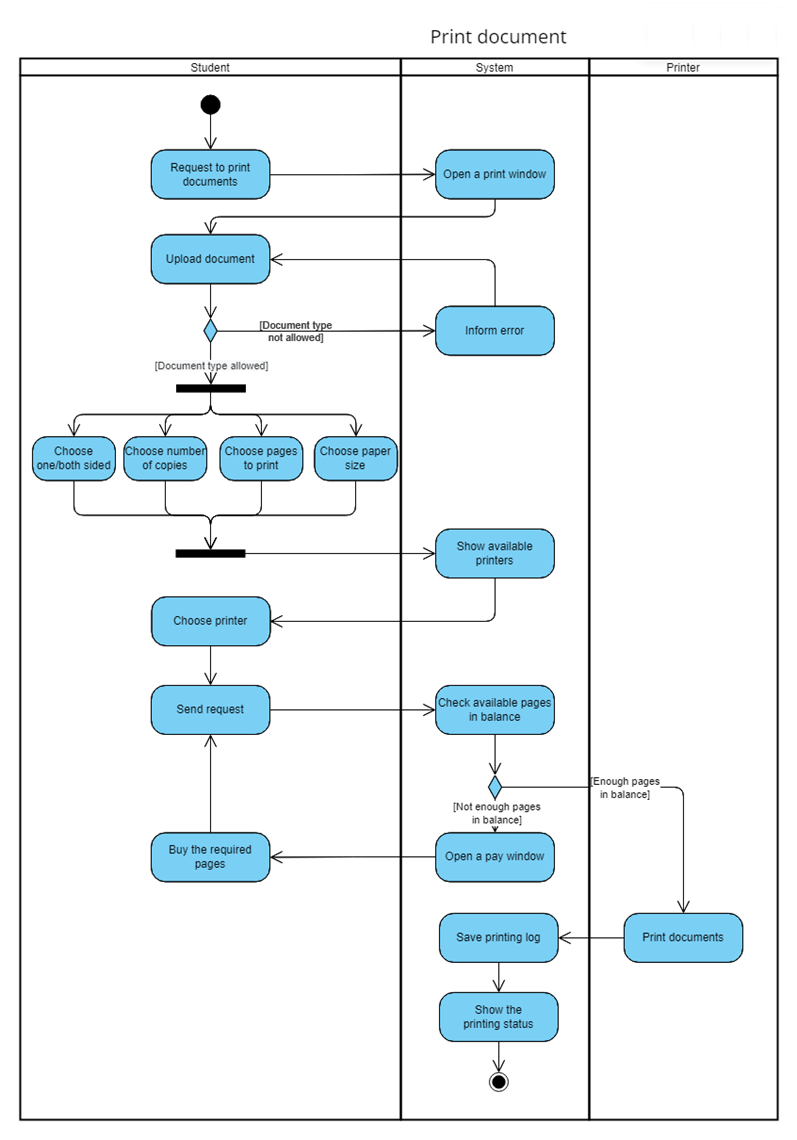 Print document
Student
System
Printer
Request to print
documents
Open a print window
Upload document
[Document type
not allowed]
Inform error
[Document type allowed]
Choose
one/both sided
Choose number
of copies
Choose pages
to print
Choose paper
size
Show available
printers
Choose printer
Send request
Check available pages
in balance
[Enough pages
in balance]
[Not enough pages
in balance]
Buy the required
pages
Open a pay window
Save printing log
Print documents
Show the
printing status